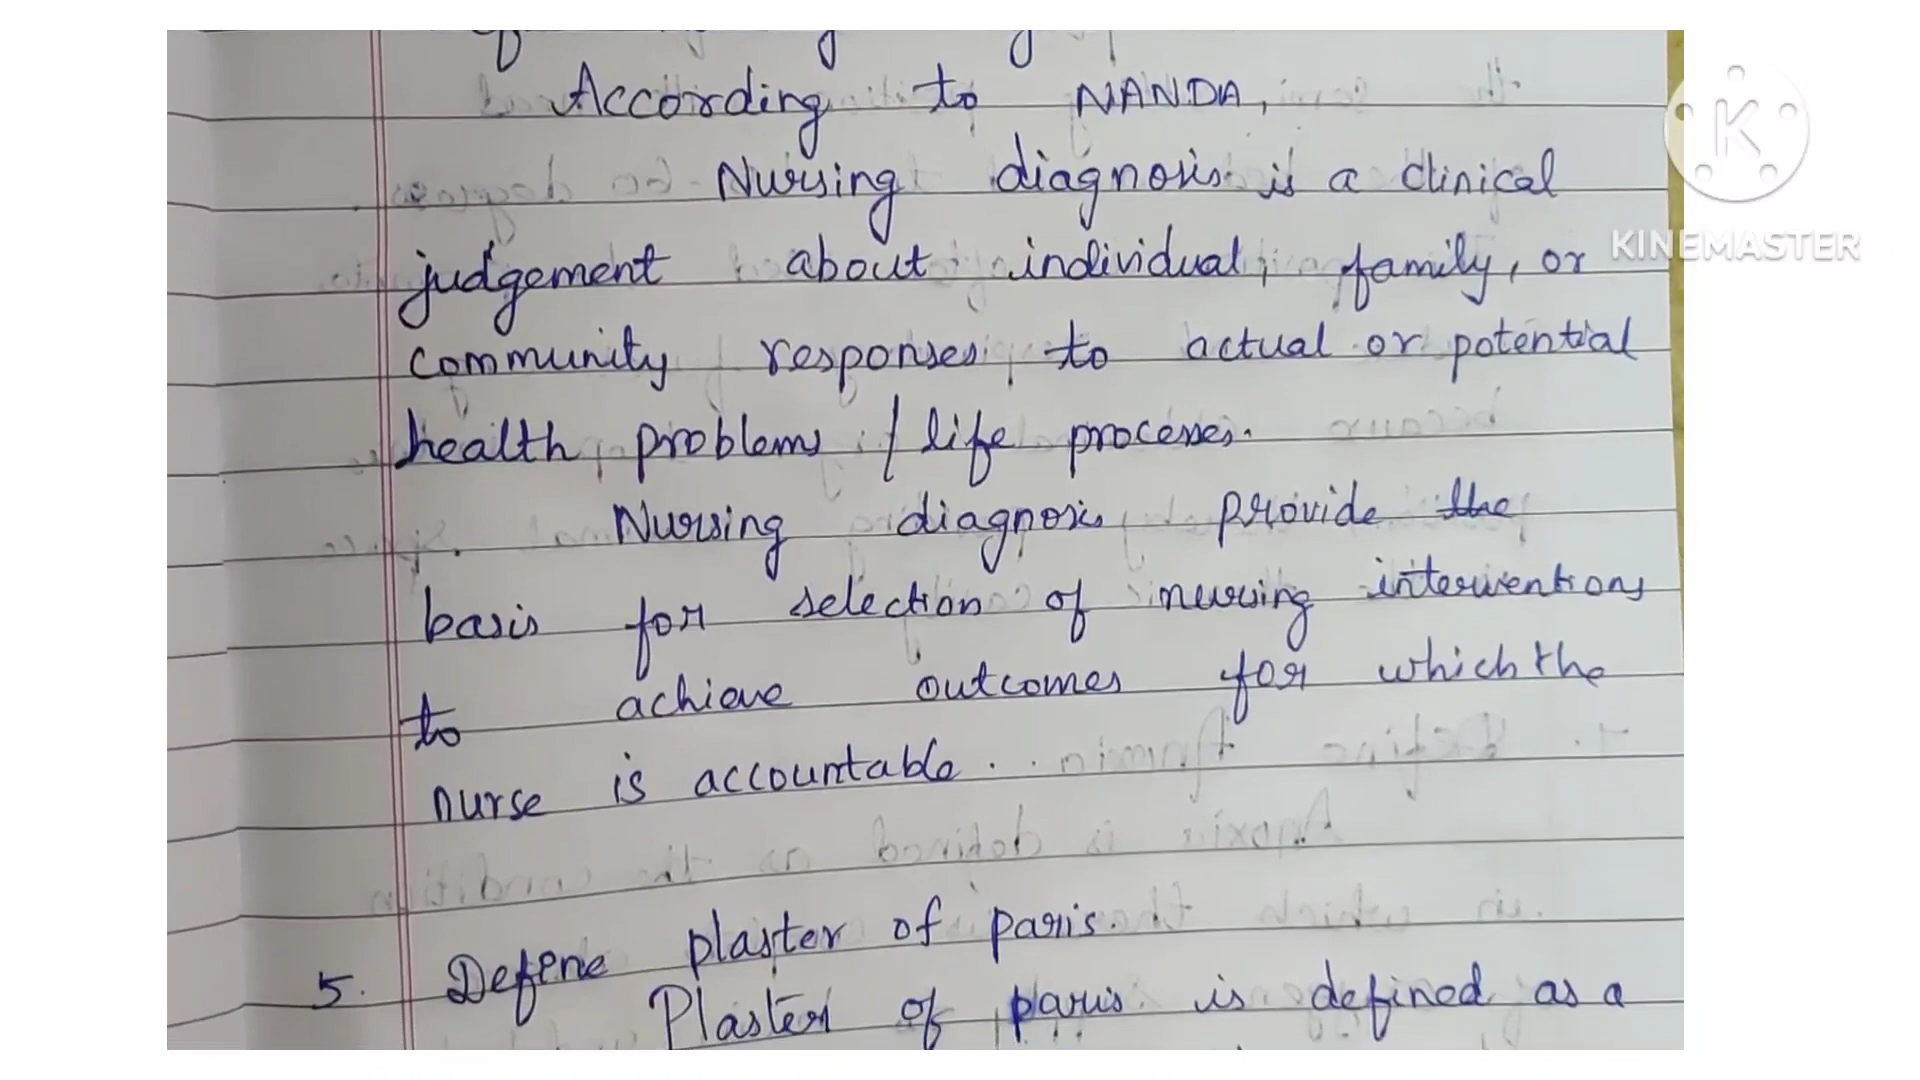 According to NANDA,
Nursing diagnosis is a clinical
judgement about individual, family, or
community responses to actual or potential
health problems / life processes.
Nursing diagnosis provide the
basis for selection of nursing interventions
to achieve outcomes for which the
nurse is accountable.
5. Define plaster of paris.
Plaster of paris is defined as a
K
KINEMASTER